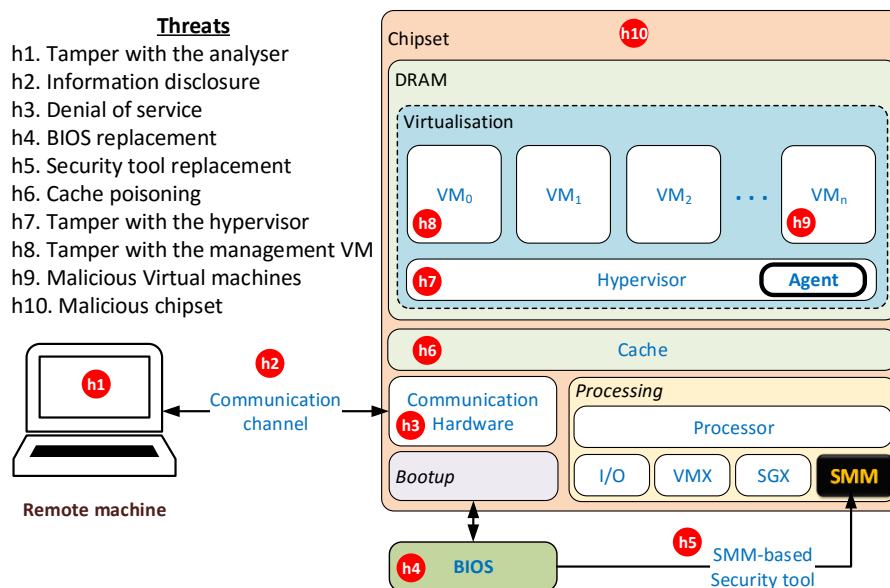 Threats
h1. Tamper with the analyser
h2. Information disclosure
h3. Denial of service
h4. BIOS replacement
h5. Security tool replacement
h6. Cache poisoning
h7. Tamper with the hypervisor
h8. Tamper with the management VM
h9. Malicious Virtual machines
h10. Malicious chipset
Chipset
h10
DRAM
Virtualisation
VM0
VM1
VM2
. . .
VMn
h8
h9
h7
Hypervisor
Agent
h6
Cache
h1
h2
Communication
channel
Remote machine
Communication
Hardware
h3
Bootup
Processing
Processor
I/O
VMX
SGX
SMM
h4
BIOS
h5
SMM-based
Security tool